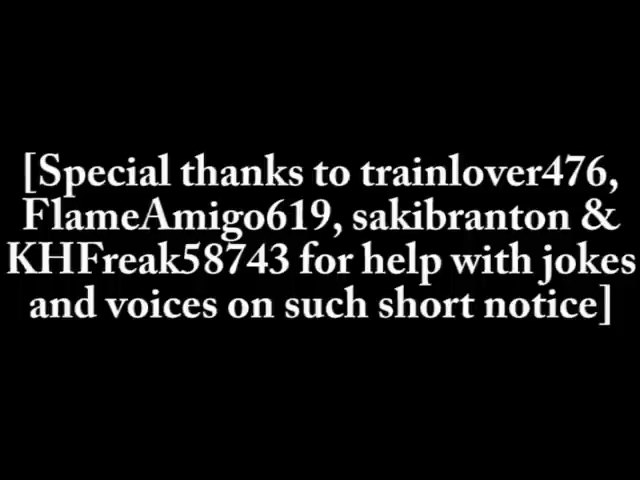 [Special thanks to trainlover476,
FlameAmigo619, sakibranton &
KHFreak58743 for help with jokes
and voices on such short notice]